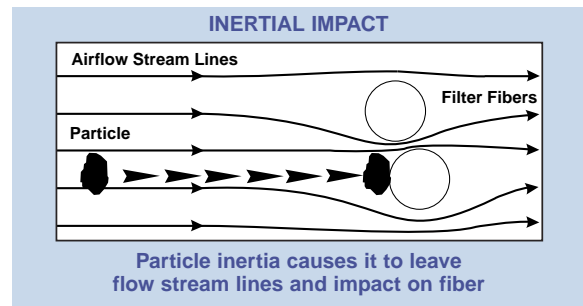 INERTIAL IMPACT
Airflow Stream Lines
Filter Fibers
Particle
Particle inertia causes it to leave
flow stream lines and impact on fiber